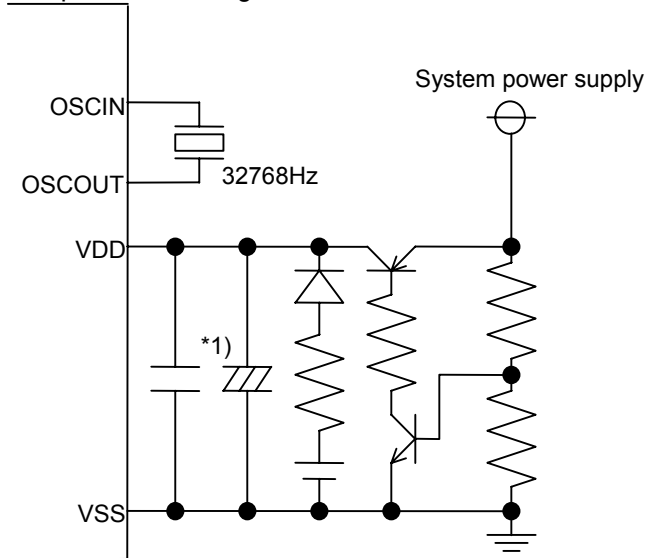 System power supply
OSCIN
OSCOUT
32768Hz
VDD
*1)
VSS